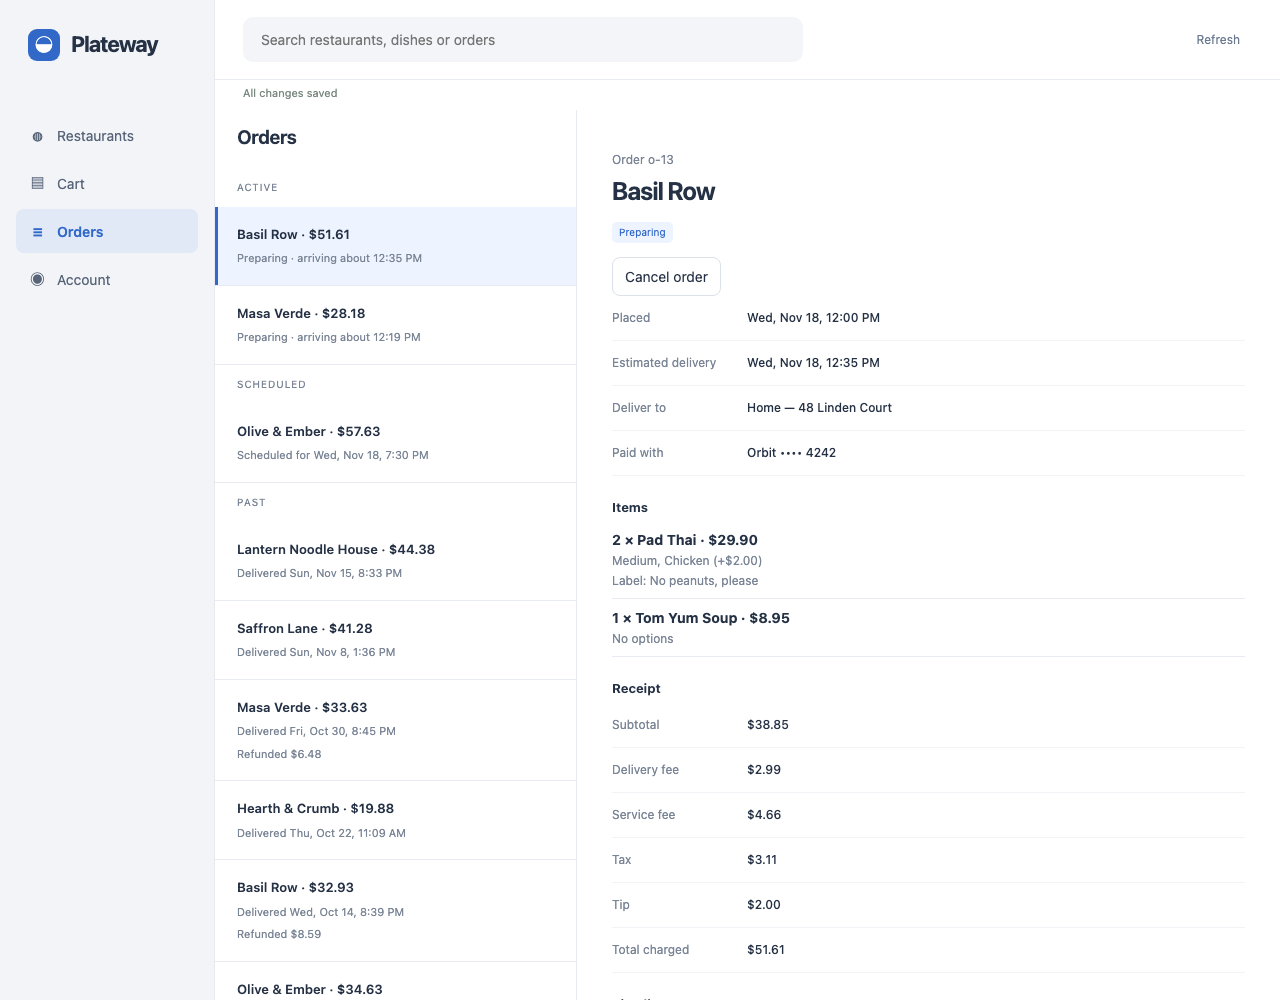 Plateway
Restaurants
Cart
Orders
Account
Search restaurants, dishes or orders
Refresh
All changes saved
Orders
ACTIVE
Basil Row · $51.61
Preparing · arriving about 12:35 PM
Masa Verde · $28.18
Preparing · arriving about 12:19 PM
SCHEDULED
Olive & Ember · $57.63
Scheduled for Wed, Nov 18, 7:30 PM
PAST
Lantern Noodle House · $44.38
Delivered Sun, Nov 15, 8:33 PM
Saffron Lane · $41.28
Delivered Sun, Nov 8, 1:36 PM
Masa Verde · $33.63
Delivered Fri, Oct 30, 8:45 PM
Refunded $6.48
Hearth & Crumb · $19.88
Delivered Thu, Oct 22, 11:09 AM
Basil Row · $32.93
Delivered Wed, Oct 14, 8:39 PM
Refunded $8.59
Olive & Ember · $34.63
Order o-13
Basil Row
Preparing
Cancel order
Placed Wed, Nov 18, 12:00 PM
Estimated delivery Wed, Nov 18, 12:35 PM
Deliver to Home — 48 Linden Court
Paid with Orbit •••• 4242
Items
2 × Pad Thai · $29.90
Medium, Chicken (+$2.00)
Label: No peanuts, please
1 × Tom Yum Soup · $8.95
No options
Receipt
Subtotal $38.85
Delivery fee $2.99
Service fee $4.66
Tax $3.11
Tip $2.00
Total charged $51.61